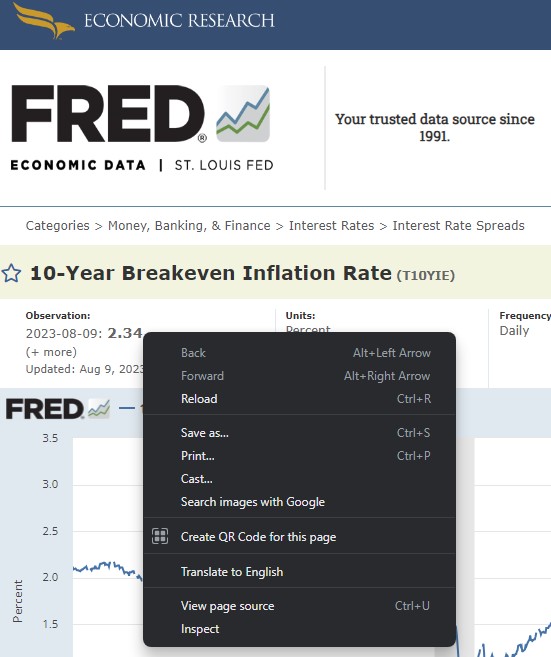 ECONOMIC RESEARCH
FRED®
ECONOMIC DATA | ST. LOUIS FED
Your trusted data source since
1991.
Categories > Money, Banking, & Finance > Interest Rates > Interest Rate Spreads
10-Year Breakeven Inflation Rate (T10YIE)
Observation:
2023-08-09: 2.34
(+ more)
Updated: Aug 9, 2023
Units:
Percent
Frequency
Daily
Back Alt+Left Arrow
Forward Alt+Right Arrow
Reload Ctrl+R
Save as... Ctrl+S
Print... Ctrl+P
Cast...
Search images with Google
Create QR Code for this page
Translate to English
View page source Ctrl+U
Inspect
FRED
3.5
3.0
2.5
2.0
1.5
Percent